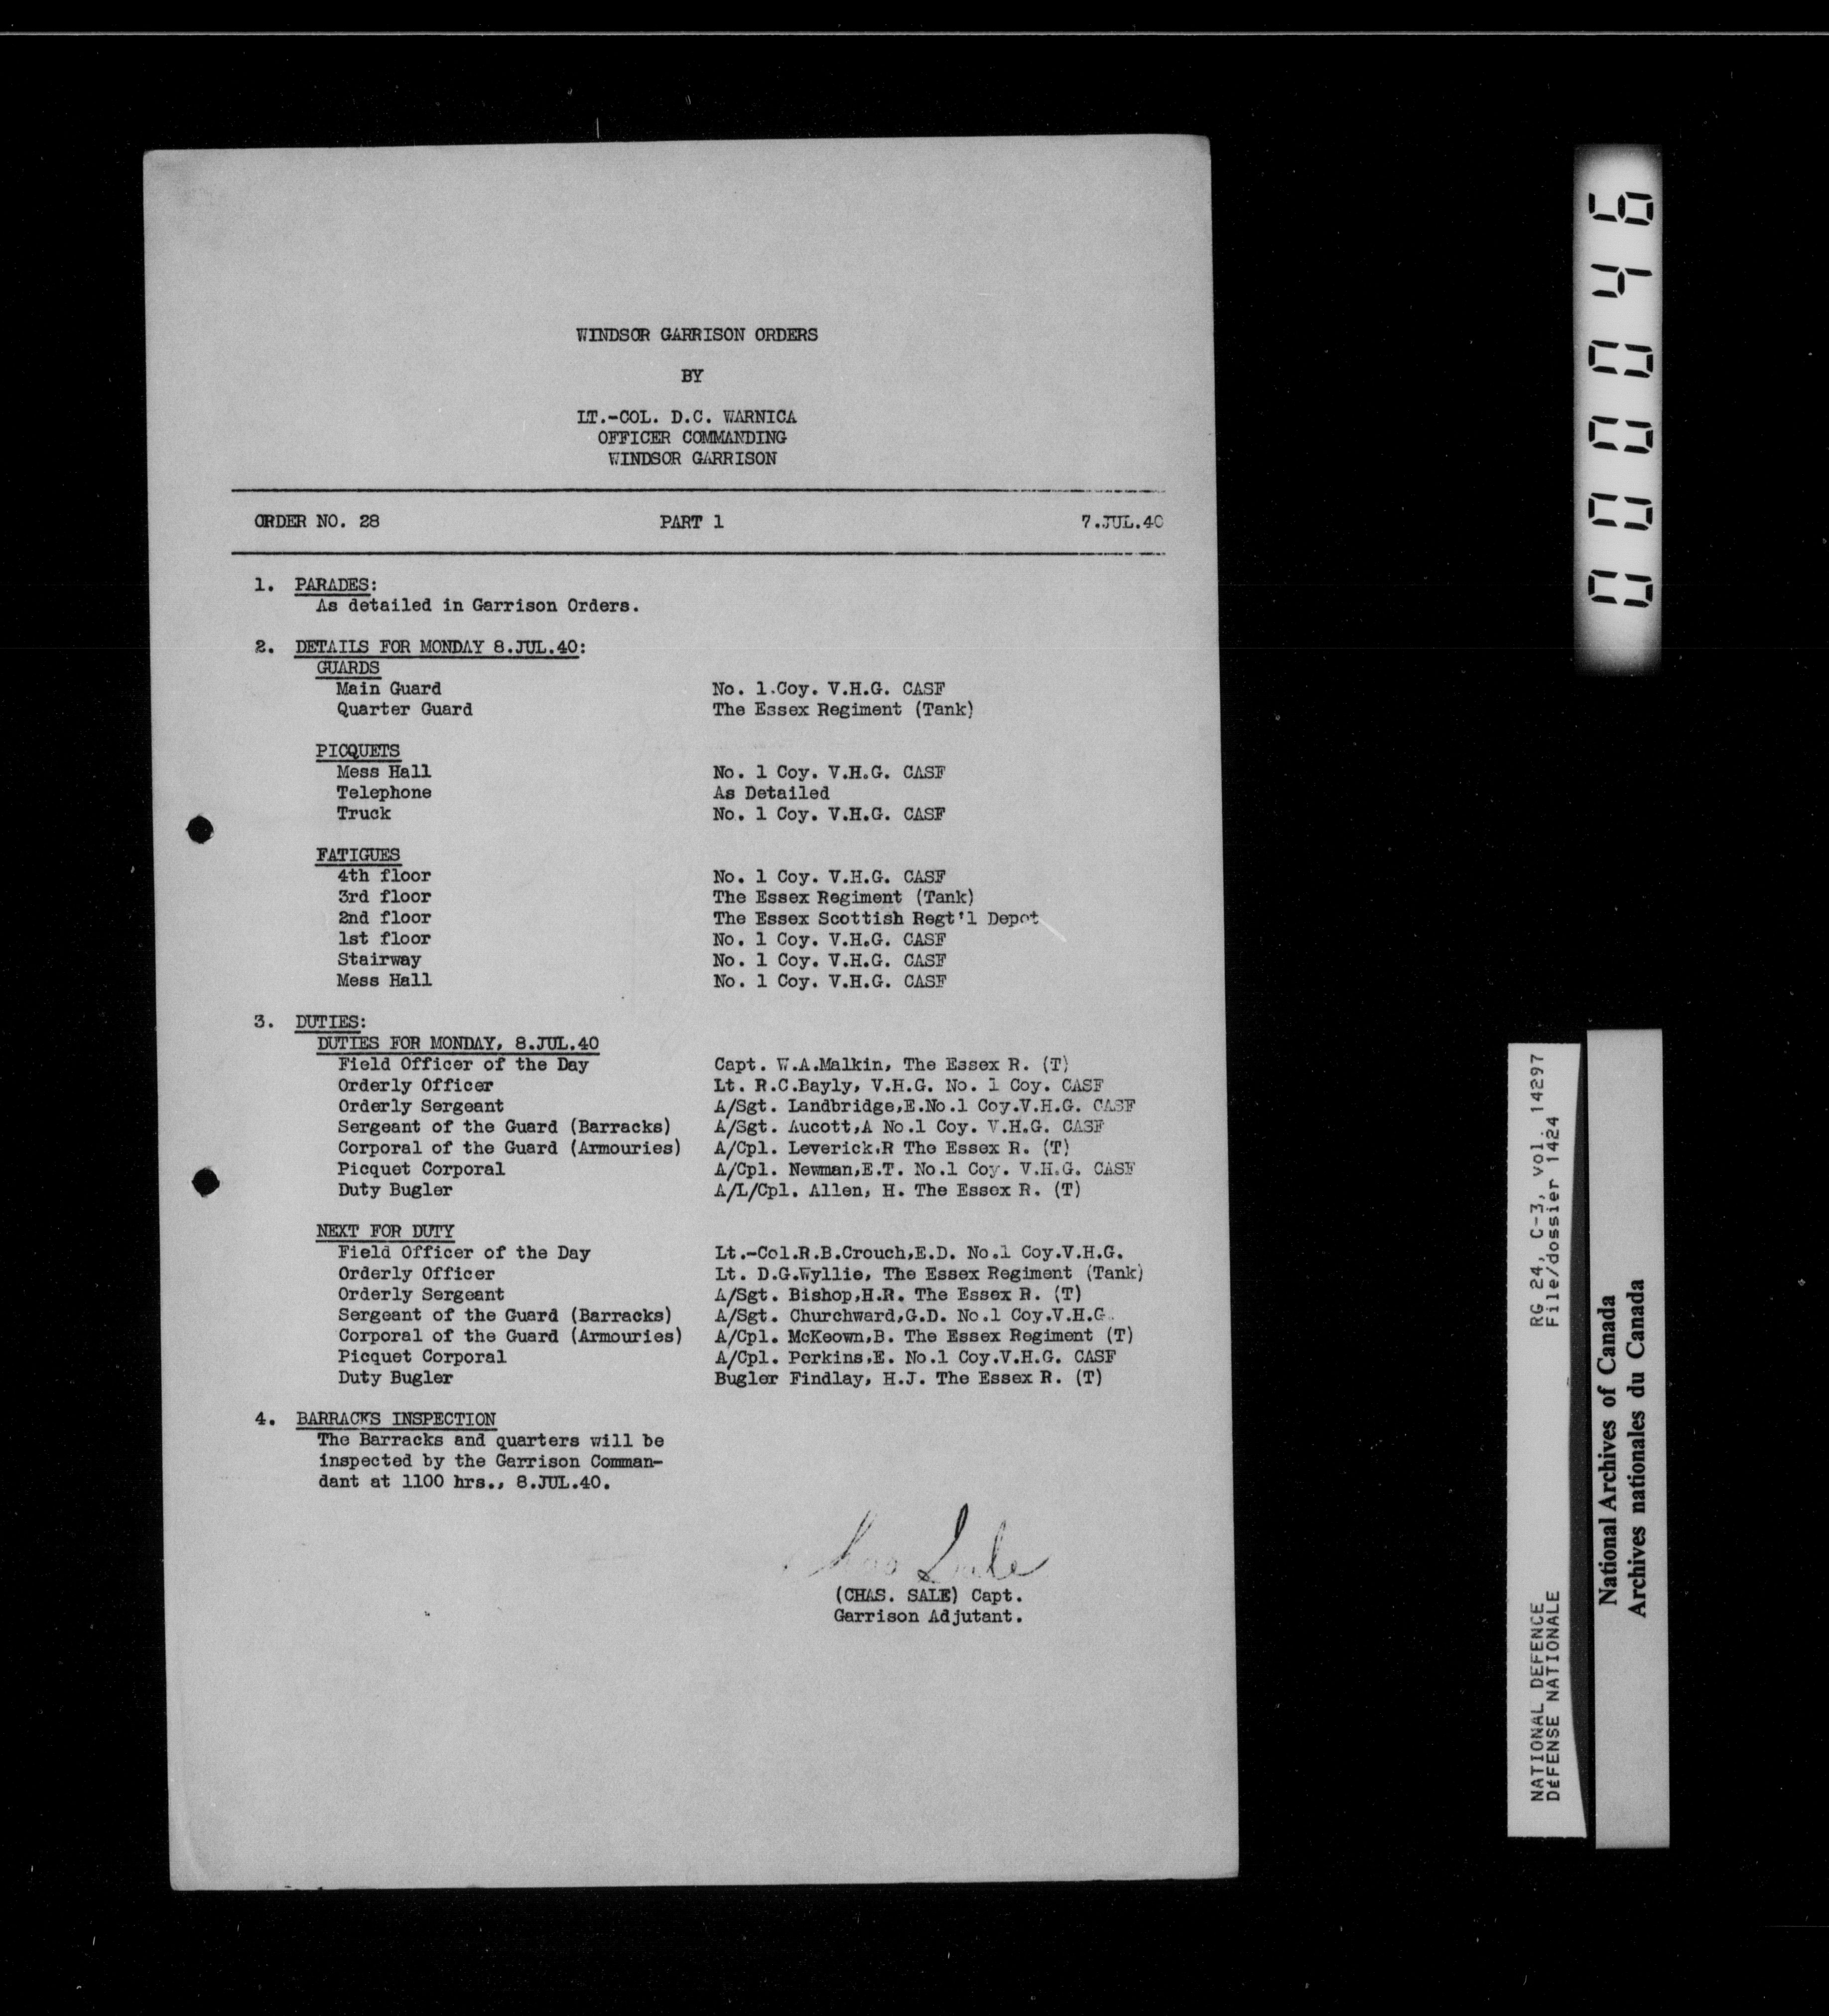 WINDSOR GARRISON ORDERS
BY
LT.-COL. D.C. WARNICA
OFFICER COMMANDING
WINDSOR GARRISON
ORDER NO. 28 PART 1 7.JUL.40
1. PARADES:
As detailed in Garrison Orders.
2. DETAILS FOR MONDAY 8.JUL.40:
GUARDS
Main Guard No. 1.Coy. V.H.G. CASF
Quarter Guard The Essex Regiment (Tank)
PICQUETS
Mess Hall No. 1 Coy. V.H.G. CASF
Telephone As Detailed
Truck No. 1 Coy. V.H.G. CASF
FATIGUES
4th floor No. 1 Coy. V.H.G. CASF
3rd floor The Essex Regiment (Tank)
2nd floor The Essex Scottish Regt'l Depot
1st floor No. 1 Coy. V.H.G. CASF
Stairway No. 1 Coy. V.H.G. CASF
Mess Hall No. 1 Coy. V.H.G. CASF
3. DUTIES:
DUTIES FOR MONDAY, 8.JUL.40
Field Officer of the Day Capt. W.A.Malkin, The Essex R. (T)
Orderly Officer Lt. R.C.Bayly, V.H.G. No. 1 Coy. CASF
Orderly Sergeant A/Sgt. Landbridge,E.No.1 Coy.V.H.G. CASF
Sergeant of the Guard (Barracks) A/Sgt. Aucott,A No.1 Coy. V.H.G. CASF
Corporal of the Guard (Armouries) A/Cpl. Leverick.R The Essex R. (T)
Picquet Corporal A/Cpl. Newman,E.T. No.1 Coy. V.H.G. CASF
Duty Bugler A/L/Cpl. Allen, H. The Essex R. (T)
NEXT FOR DUTY
Field Officer of the Day Lt.-Col.R.B.Crouch,E.D. No.1 Coy.V.H.G.
Orderly Officer Lt. D.G.Wyllie, The Essex Regiment (Tank)
Orderly Sergeant A/Sgt. Bishop,H.R. The Essex R. (T)
Sergeant of the Guard (Barracks) A/Sgt. Churchward,G.D. No.1 Coy.V.H.G.
Corporal of the Guard (Armouries) A/Cpl. McKeown,B. The Essex Regiment (T)
Picquet Corporal A/Cpl. Perkins,E. No.1 Coy.V.H.G. CASF
Duty Bugler Bugler Findlay, H.J. The Essex R. (T)
4. BARRACKS INSPECTION
The Barracks and quarters will be
inspected by the Garrison Comman-
dant at 1100 hrs., 8.JUL.40.
Chas Sale
(CHAS. SALE) Capt.
Garrison Adjutant.
000046
NATIONAL DEFENCE RG 24, C-3, vol. 14297
DÉFENSE NATIONALE File/dossier 1424
National Archives of Canada
Archives nationales du Canada